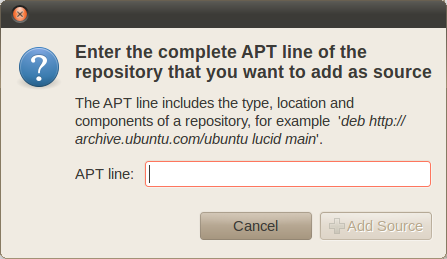 Enter the complete APT line of the
repository that you want to add as source
The APT line includes the type, location and
components of a repository, for example  'deb http://
archive.ubuntu.com/ubuntu lucid main'.
APT line:
Cancel
Add Source